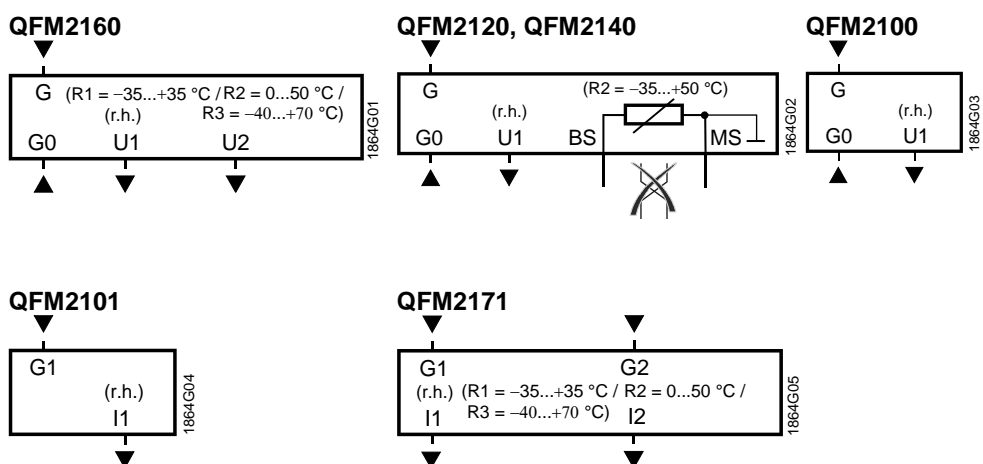 QFM2160
G (R1 = −35...+35 °C / R2 = 0...50 °C /
(r.h.) R3 = −40...+70 °C)
G0 U1 U2
1864G01
QFM2120, QFM2140
G (R2 = −35...+50 °C)
(r.h.)
G0 U1 BS MS
1864G02
QFM2100
G
(r.h.)
G0 U1
1864G03
QFM2101
G1
(r.h.)
I1
1864G04
QFM2171
G1 G2
(r.h.) (R1 = −35...+35 °C / R2 = 0...50 °C /
R3 = −40...+70 °C)
I1 I2
1864G05